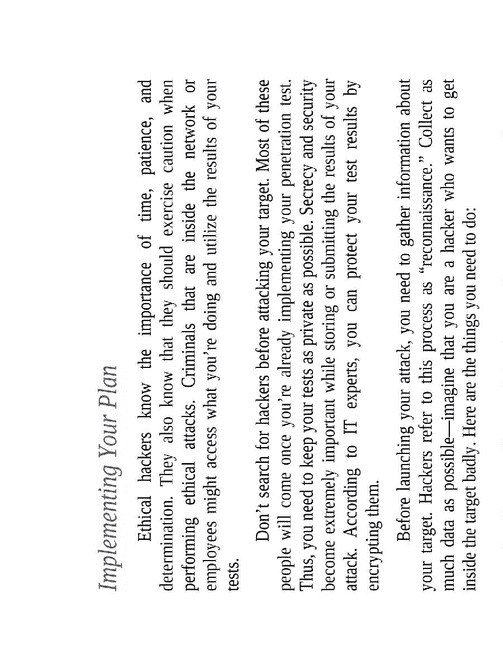 Implementing Your Plan
Ethical hackers know the importance of time, patience, and
determination. They also know that they should exercise caution when
performing ethical attacks. Criminals that are inside the network or
employees might access what you're doing and utilize the results of your
tests.
Don't search for hackers before attacking your target. Most of these
people will come once you're already implementing your penetration test.
Thus, you need to keep your tests as private as possible. Secrecy and security
become extremely important while storing or submitting the results of your
attack. According to IT experts, you can protect your test results by
encrypting them.
Before launching your attack, you need to gather information about
your target. Hackers refer to this process as “reconnaissance.” Collect as
much data as possible—imagine that you are a hacker who wants to get
inside the target badly. Here are the things you need to do: